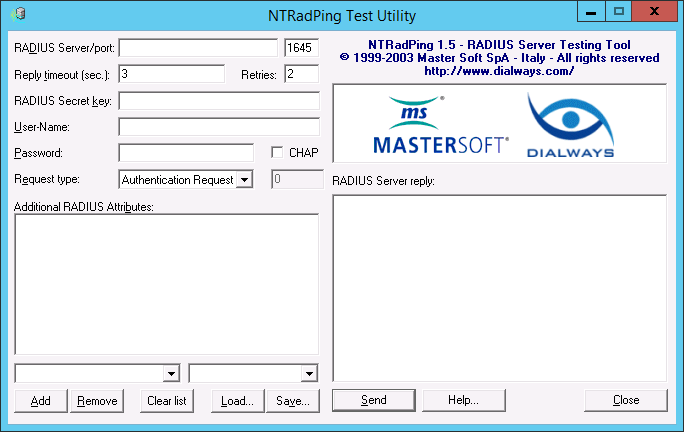 NTRadPing Test Utility
RADIUS Server/port: 1645
Reply timeout (sec.): 3 Retries: 2
RADIUS Secret key:
User-Name:
Password: CHAP
Request type: Authentication Request 0
Additional RADIUS Attributes:
Add Remove Clear list Load... Save...
NTRadPing 1.5 - RADIUS Server Testing Tool
© 1999-2003 Master Soft SpA - Italy - All rights reserved
http://www.dialways.com/
ms
MASTERSOFT®
DIALWAYS®
RADIUS Server reply:
Send Help... Close